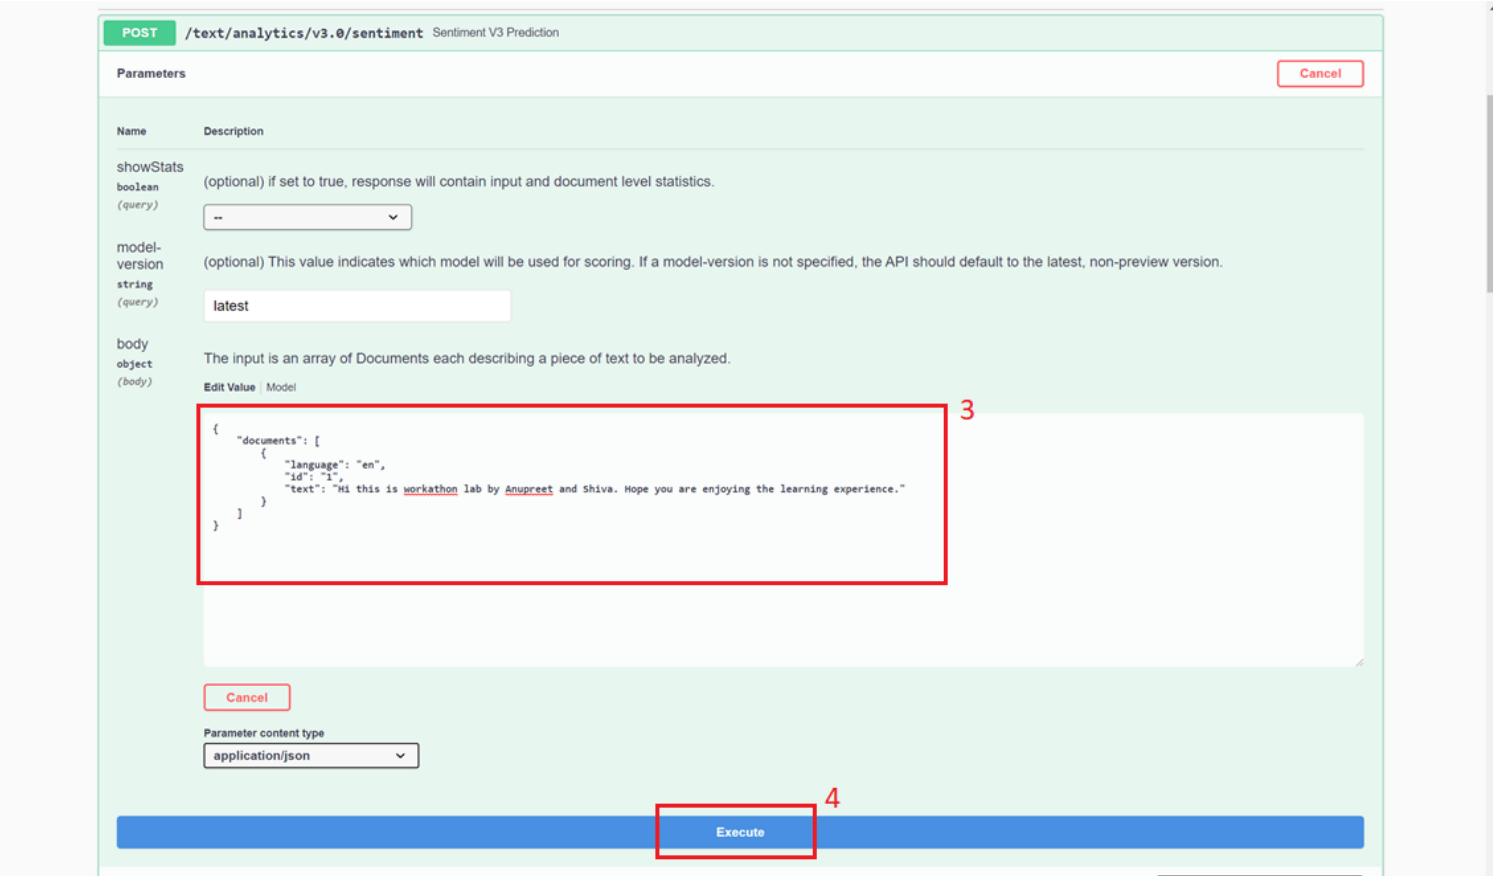 POST /text/analytics/v3.0/sentiment Sentiment V3 Prediction
Parameters
Cancel
Name Description
showStats
boolean
(query)
(optional) if set to true, response will contain input and document level statistics.
--
model-
version
string
(query)
(optional) This value indicates which model will be used for scoring. If a model-version is not specified, the API should default to the latest, non-preview version.
latest
body
object
(body)
The input is an array of Documents each describing a piece of text to be analyzed.
Edit Value | Model
3
{
"documents": [
{
"language": "en",
"id": "1",
"text": "Hi this is workathon lab by Anupreet and Shiva. Hope you are enjoying the learning experience."
}
]
}
Cancel
Parameter content type
application/json
4
Execute